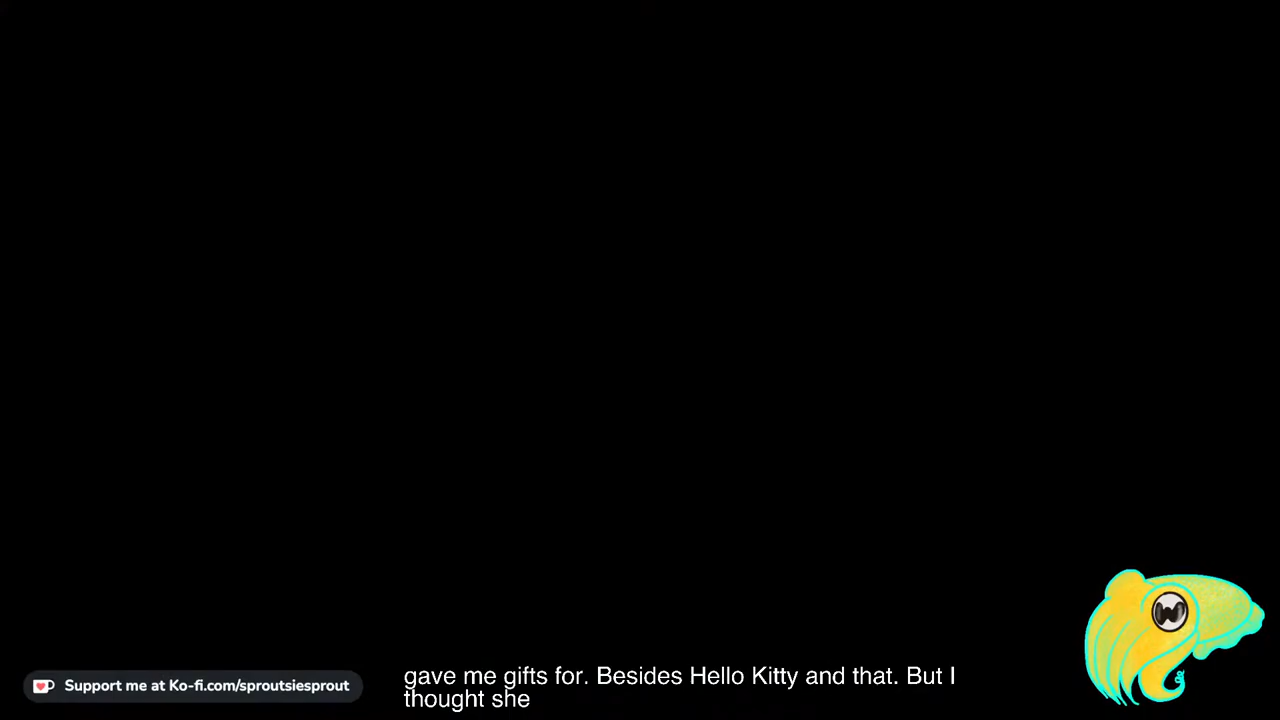 gave me gifts for. Besides Hello Kitty and that. But I
thought she
Support me at Ko-fi.com/sproutsiesprout